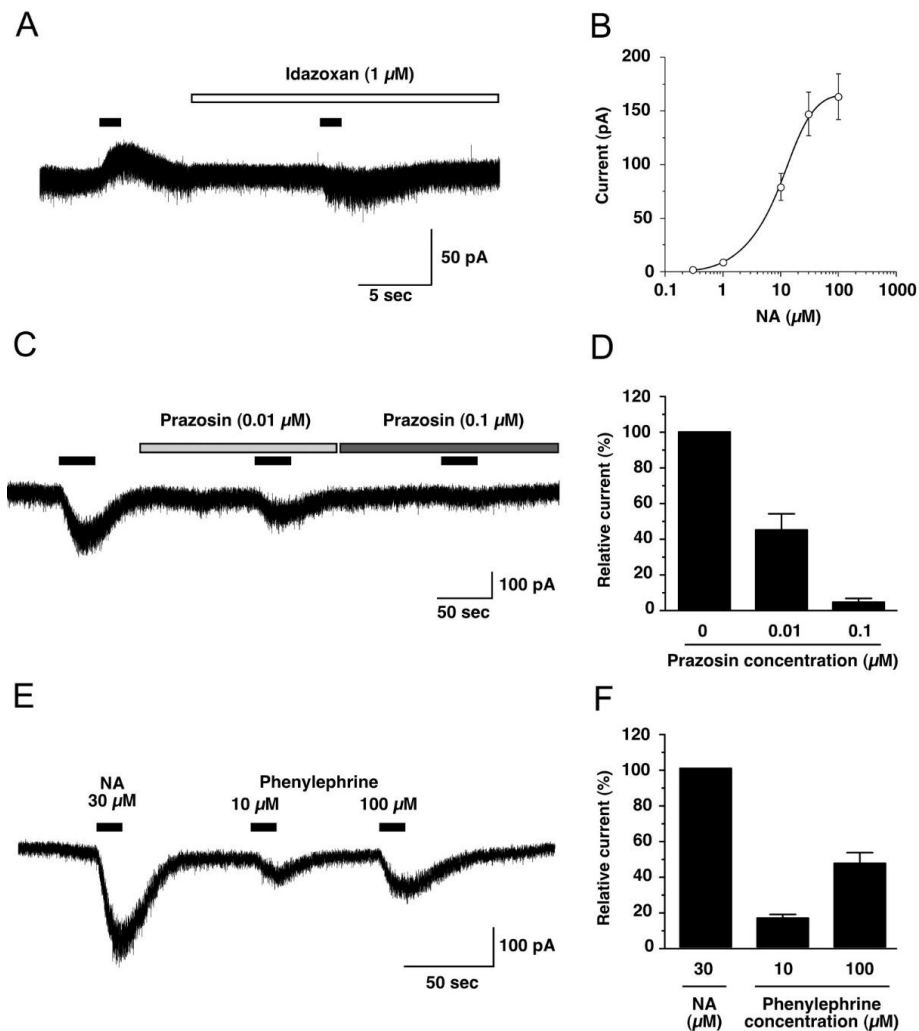 A
Idazoxan (1 µM)
50 pA
5 sec
B
200
150
100
50
0
Current (pA)
0.1 1 10 100 1000
NA (µM)
C
Prazosin (0.01 µM) Prazosin (0.1 µM)
100 pA
50 sec
D
120
100
80
60
40
20
0
Relative current (%)
0 0.01 0.1
Prazosin concentration (µM)
E
NA
30 µM
Phenylephrine
10 µM 100 µM
100 pA
50 sec
F
120
100
80
60
40
20
0
Relative current (%)
30 10 100
NA
(µM)
Phenylephrine
concentration (µM)